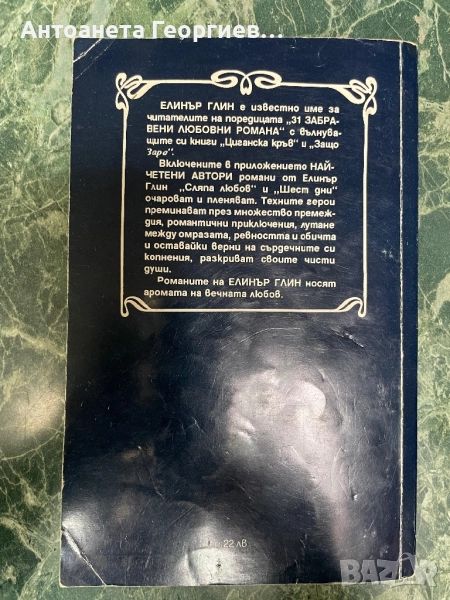 Антоанета Георгиев…
ЕЛИНЪР ГЛИН е известно име за
читателите на поредицата „31 ЗАБРА-
ВЕНИ ЛЮБОВНИ РОМАНА" с вълнува-
щите си книги „Циганска кръв" и „Защо
Заро".
Включените в приложението НАЙ-
ЧЕТЕНИ АВТОРИ романи от Елинър
Глин „Сляпа любов" и „Шест дни"
очароват и пленяват. Техните герои
преминават през множество премеж-
дия, романтични приключения, лутане
между омразата, ревността и обичта
и оставайки верни на сърдечните си
копнения, разкриват своите чисти
души.
Романите на ЕЛИНЪР ГЛИН носят
аромата на вечната любов.
22 лв
BAZAR